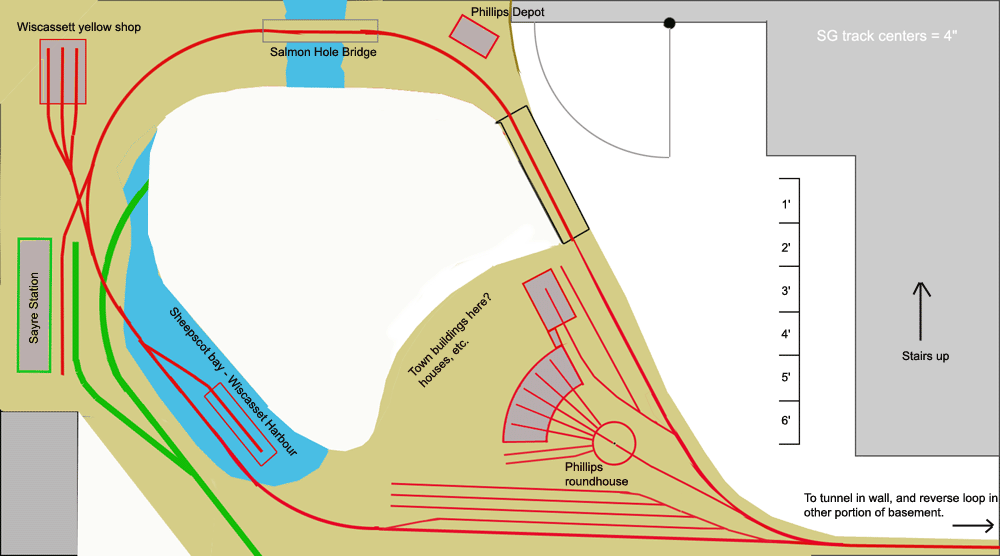 Phillips Depot
Wiscassett yellow shop
SG track centers = 4"
Salmon Hole Bridge
1'
2'
3'
4'
5'
6'
Sayre Station
Sheepscot bay - Wiscasset Harbour
Town buildings here?
houses, etc.
Stairs up
Phillips
roundhouse
To tunnel in wall, and reverse loop in
other portion of basement.